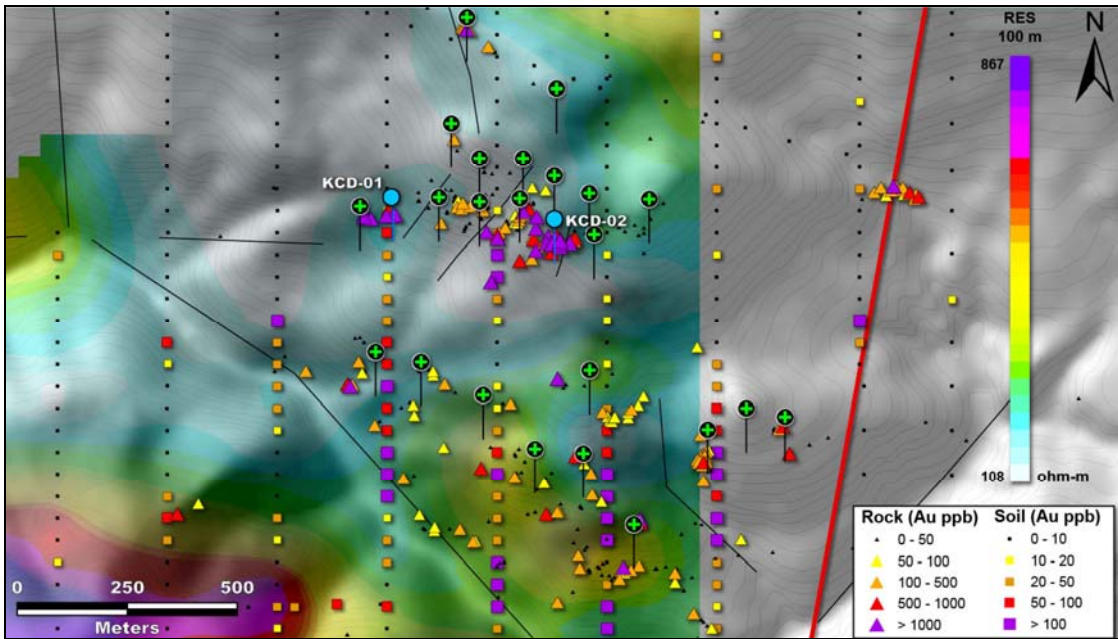 RES
100 m
N
867
KCD-01
KCD-02
108 ohm-m
0 250 500
Meters
Rock (Au ppb) Soil (Au ppb)
0 - 50 0 - 10
50 - 100 10 - 20
100 - 500 20 - 50
500 - 1000 50 - 100
> 1000 > 100